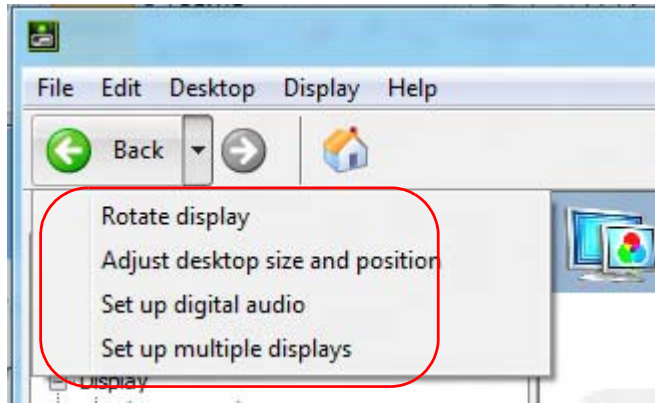 File Edit Desktop Display Help
Back
Rotate display
Adjust desktop size and position
Set up digital audio
Set up multiple displays
Display